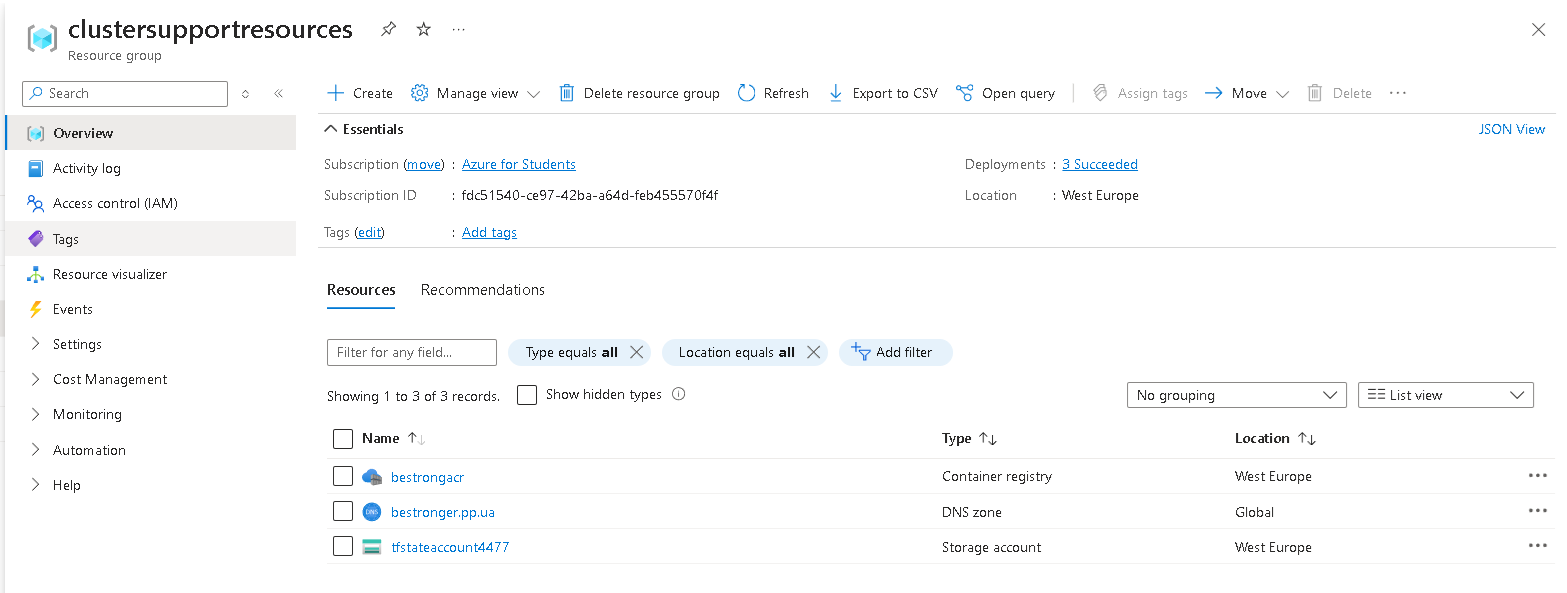 clustersupportresources
Resource group
Search
Overview
Activity log
Access control (IAM)
Tags
Resource visualizer
Events
Settings
Cost Management
Monitoring
Automation
Help
Create Manage view Delete resource group Refresh Export to CSV Open query Assign tags Move Delete
Essentials JSON View
Subscription (move) : Azure for Students Deployments : 3 Succeeded
Subscription ID : fdc51540-ce97-42ba-a64d-feb455570f4f Location : West Europe
Tags (edit) : Add tags
Resources Recommendations
Filter for any field... Type equals all Location equals all Add filter
Showing 1 to 3 of 3 records. Show hidden types No grouping List view
Name Type Location
bestrongacr Container registry West Europe
DNS bestronger.pp.ua DNS zone Global
tfstateaccount4477 Storage account West Europe